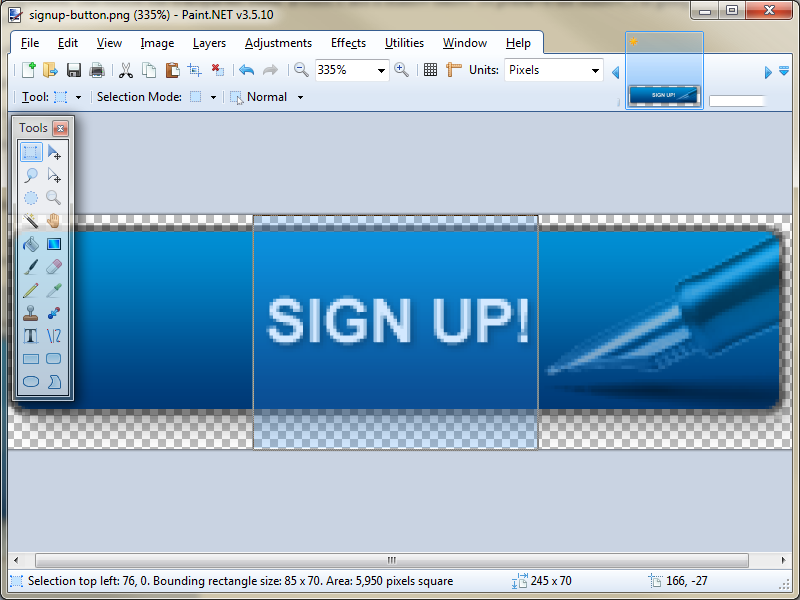 signup-button.png (335%) - Paint.NET v3.5.10
File Edit View Image Layers Adjustments Effects Utilities Window Help
335% Units: Pixels
Tool: Selection Mode: Normal
SIGN UP!
Tools
SIGN UP!
Selection top left: 76, 0. Bounding rectangle size: 85 x 70. Area: 5,950 pixels square 245 x 70 166, -27